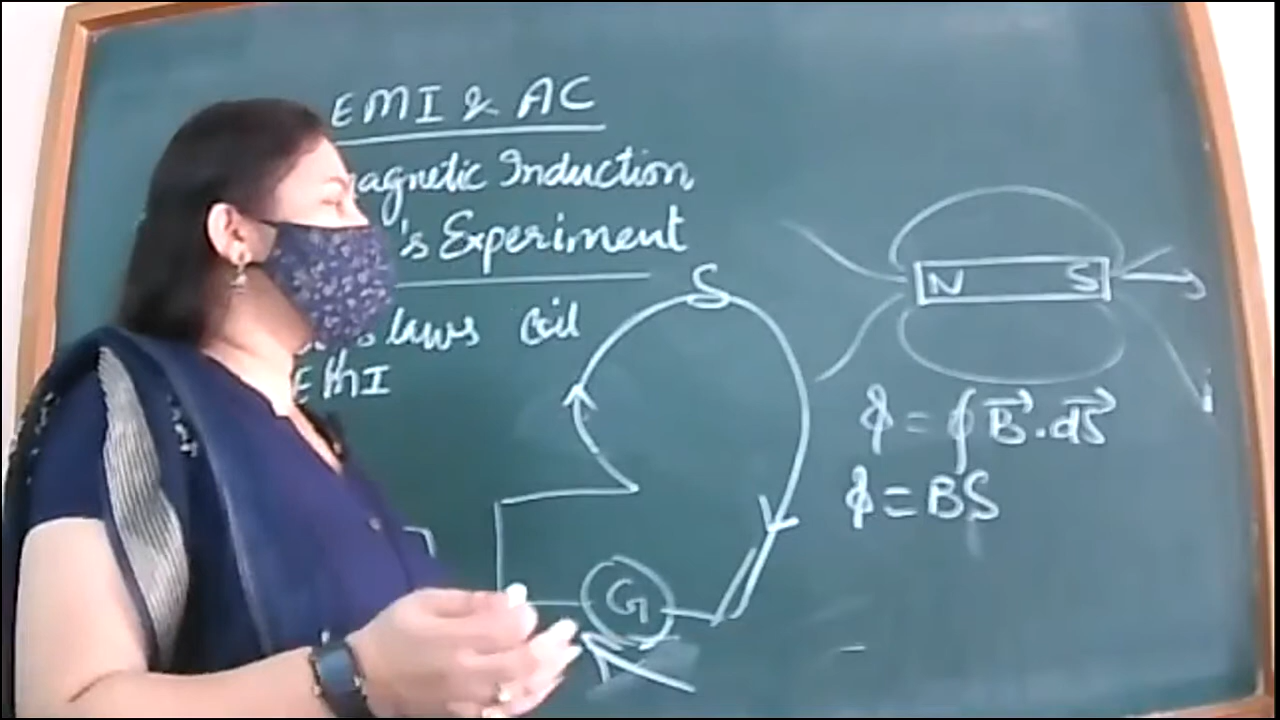 EMI & AC
agnetic Induction
's Experiment
laws coil
EMI
S
N S
ϕ = ∮ B⃗.dS⃗
ϕ = BS
G